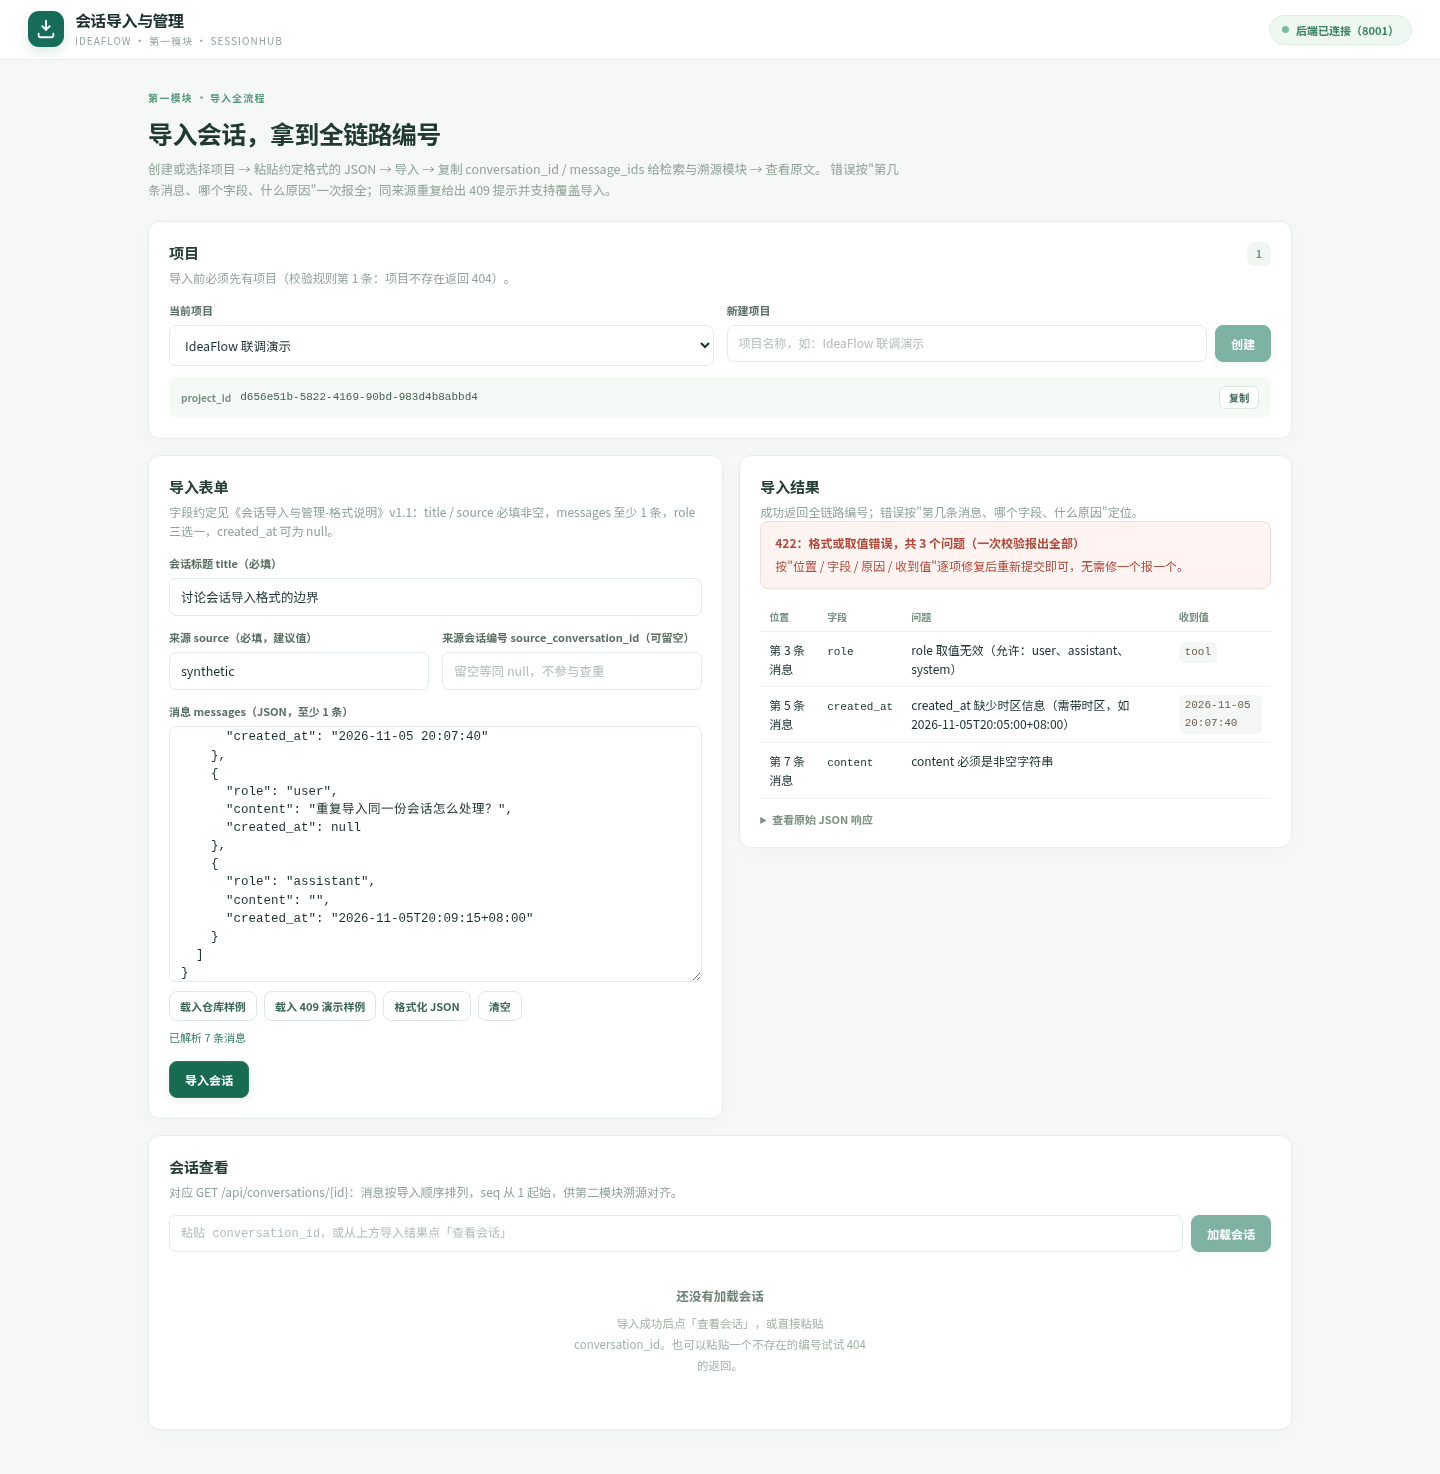 会话导入与管理
IDEAFLOW · 第一模块 · SESSIONHUB
后端已连接（8001）
第一模块 · 导入全流程
导入会话，拿到全链路编号
创建或选择项目 → 粘贴约定格式的 JSON → 导入 → 复制 conversation_id / message_ids 给检索与溯源模块 → 查看原文。 错误按"第几
条消息、哪个字段、什么原因"一次报全；同来源重复给出 409 提示并支持覆盖导入。
项目
1
导入前必须先有项目（校验规则第 1 条：项目不存在返回 404）。
当前项目
新建项目
IdeaFlow 联调演示
项目名称，如：IdeaFlow 联调演示
创建
project_id d656e51b-5822-4169-90bd-983d4b8abbd4
复制
导入表单
字段约定见《会话导入与管理-格式说明》v1.1：title / source 必填非空，messages 至少 1 条，role
三选一，created_at 可为 null。
会话标题 title（必填）
讨论会话导入格式的边界
来源 source（必填，建议值）
来源会话编号 source_conversation_id（可留空）
synthetic
留空等同 null，不参与查重
消息 messages（JSON，至少 1 条）
"created_at": "2026-11-05 20:07:40"
},
{
"role": "user",
"content": "重复导入同一份会话怎么处理？",
"created_at": null
},
{
"role": "assistant",
"content": "",
"created_at": "2026-11-05T20:09:15+08:00"
}
]
}
载入仓库样例
载入 409 演示样例
格式化 JSON
清空
已解析 7 条消息
导入会话
导入结果
成功返回全链路编号；错误按"第几条消息、哪个字段、什么原因"定位。
422：格式或取值错误，共 3 个问题（一次校验报出全部）
按"位置 / 字段 / 原因 / 收到值"逐项修复后重新提交即可，无需修一个报一个。
位置 字段 问题 收到值
第 3 条
消息
role
role 取值无效（允许：user、assistant、
system）
tool
第 5 条
消息
created_at
created_at 缺少时区信息（需带时区，如
2026-11-05T20:05:00+08:00）
2026-11-05
20:07:40
第 7 条
消息
content
content 必须是非空字符串
▶ 查看原始 JSON 响应
会话查看
对应 GET /api/conversations/{id}：消息按导入顺序排列，seq 从 1 起始，供第二模块溯源对齐。
粘贴 conversation_id，或从上方导入结果点「查看会话」
加载会话
还没有加载会话
导入成功后点「查看会话」，或直接粘贴
conversation_id。也可以粘贴一个不存在的编号试试 404
的返回。